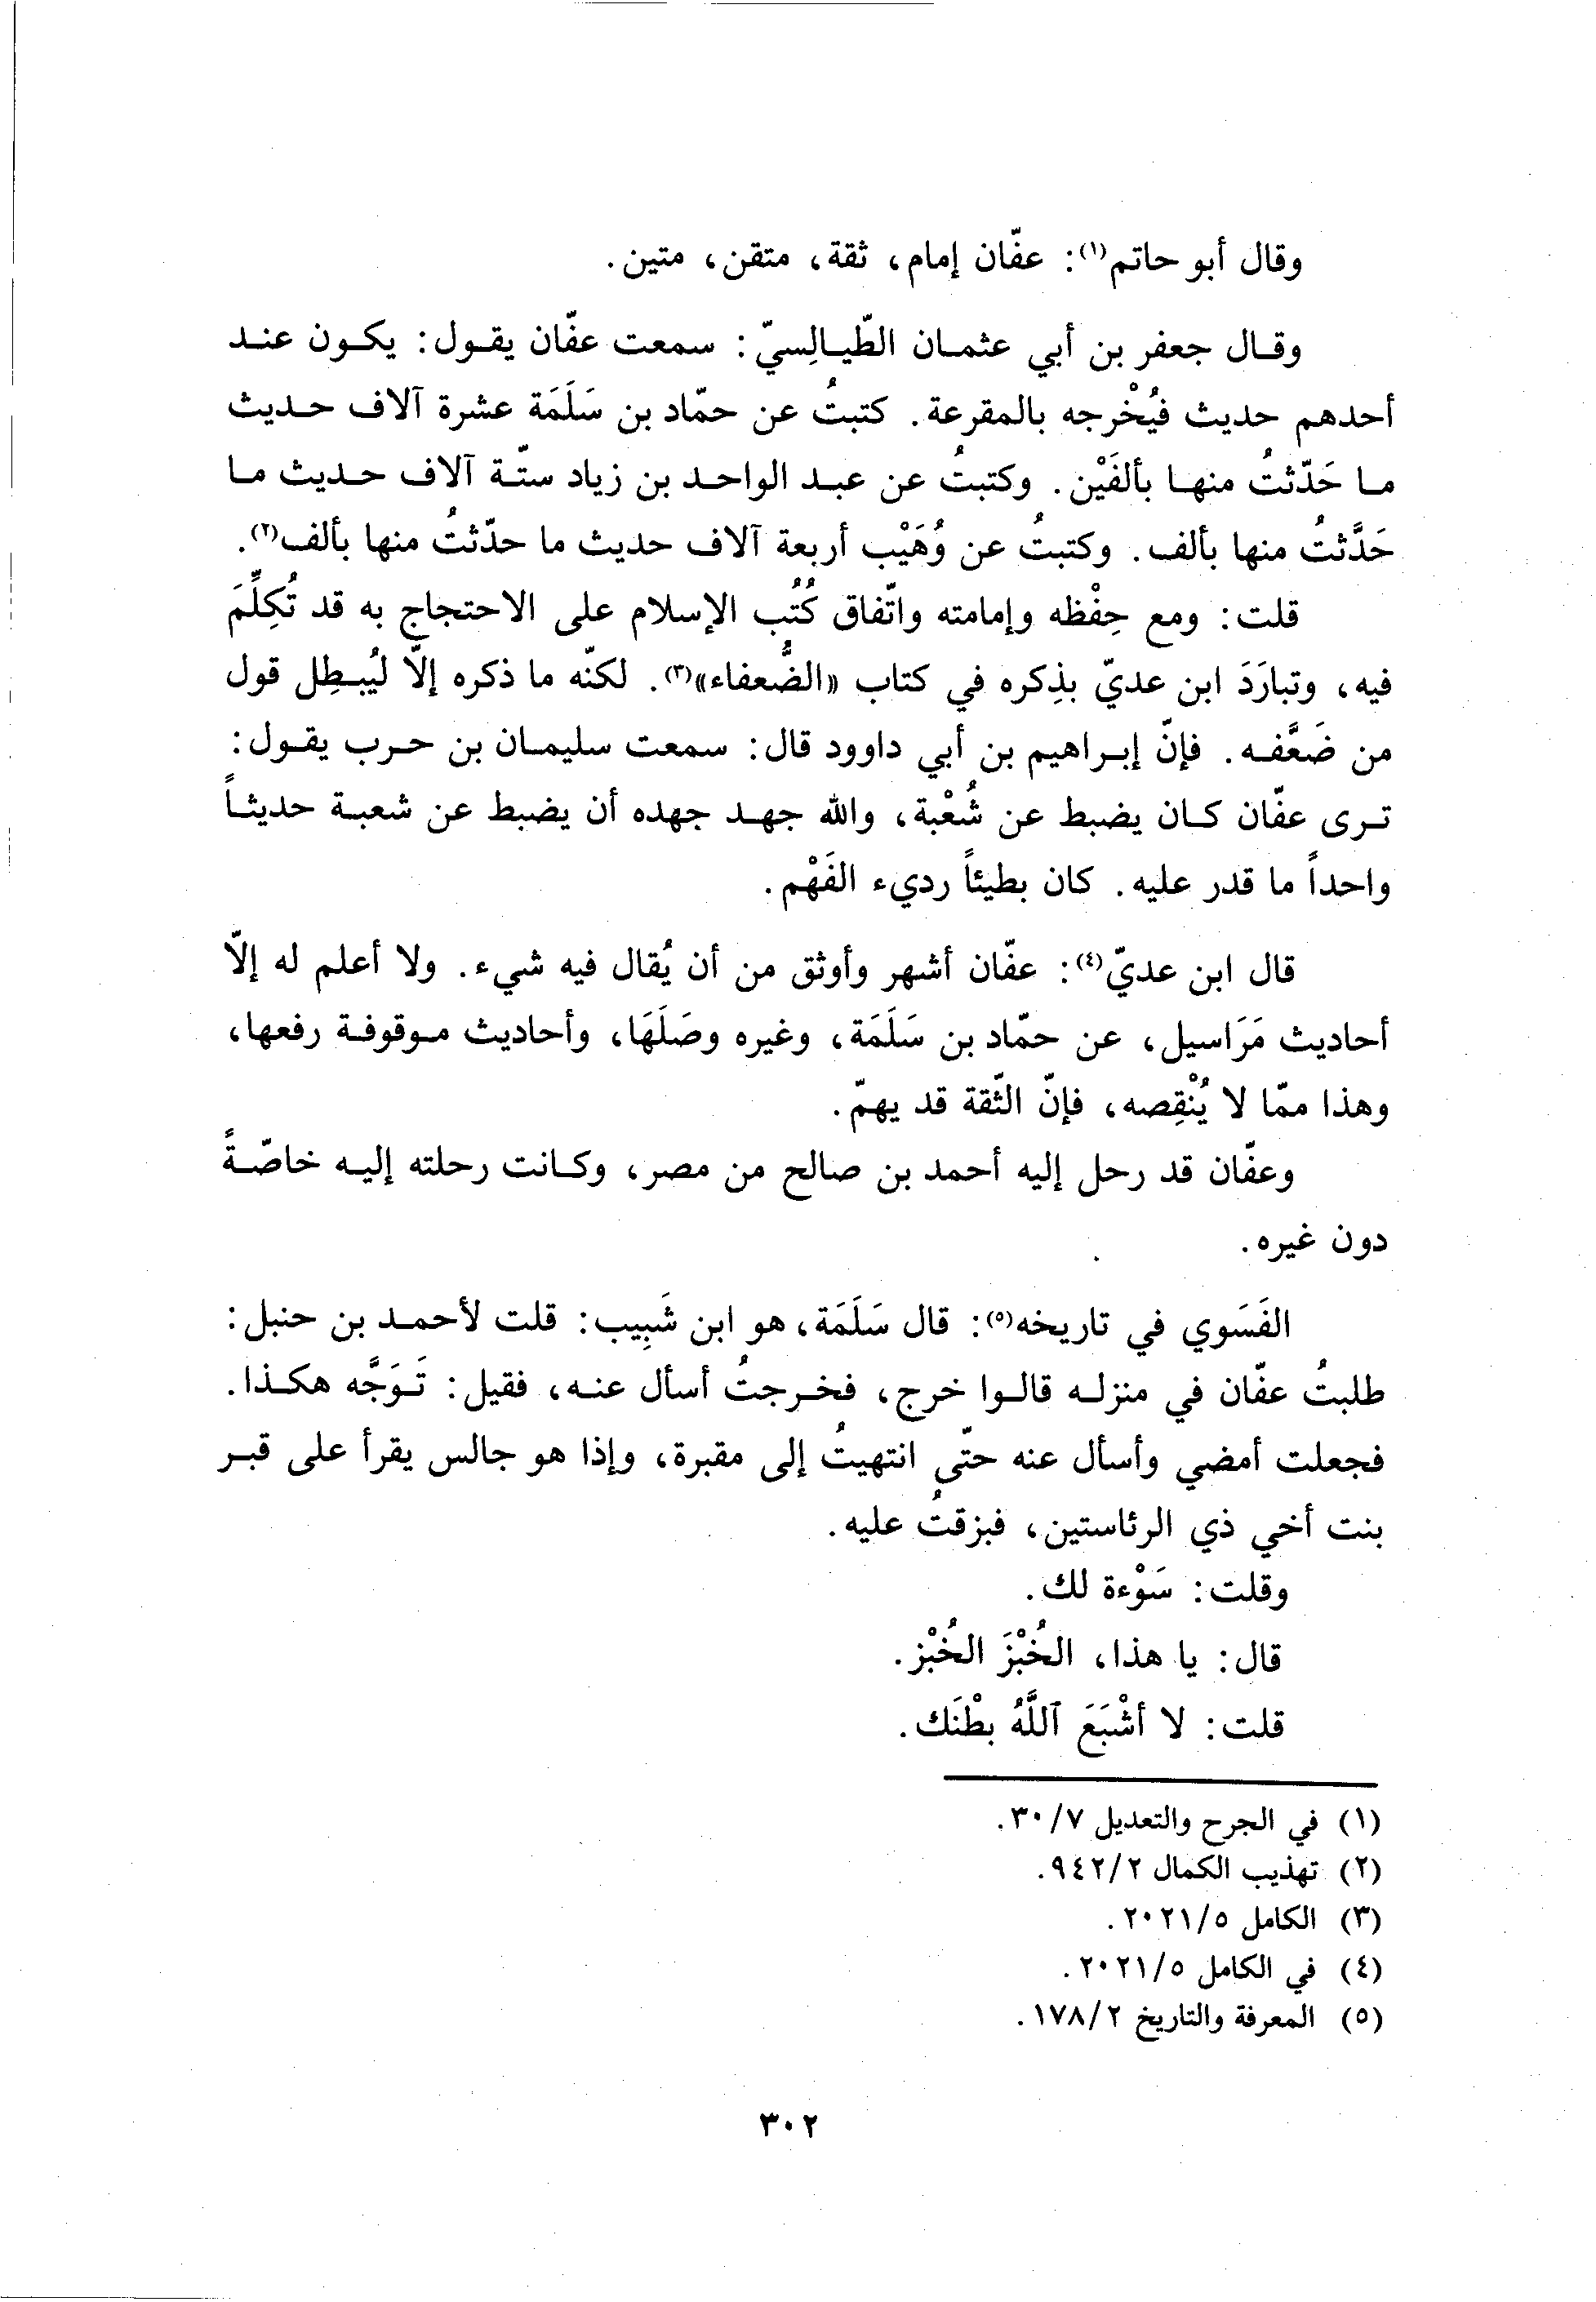 وقال أبو حاتم(١): عفّان إمام، ثقة، متقن، متين.
وقال جعفر بن أبي عثمان الطّيالِسيّ: سمعت عفّان يقول: يكون عند
أحدهم حديث فيُخْرجه بالمقرعة. كتبتُ عن حمّاد بن سَلَمَة عشرة آلاف حديث
ما حَدّثتُ منها بألفَيْن. وكتبتُ عن عبد الواحد بن زياد ستّة آلاف حديث ما
حَدَّثتُ منها بألف. وكتبتُ عن وُهَيْب أربعة آلاف حديث ما حدّثتُ منها بألف(٢).
قلت: ومع حِفْظه وإمامته واتّفاق كُتُب الإسلام على الاحتجاج به قد تُكِلِّمَ
فيه، وتبارَدَ ابن عديّ بذِكره في كتاب «الضُّعفاء»(٣). لكنّه ما ذكره إلّا ليُبطِل قول
من ضَعَّفه. فإنّ إبراهيم بن أبي داوود قال: سمعت سليمان بن حرب يقول:
ترى عفّان كان يضبط عن شُعْبة، والله جهد جهده أن يضبط عن شعبة حديثاً
واحداً ما قدر عليه. كان بطيئاً رديء الفَهْم.
قال ابن عديّ(٤): عفّان أشهر وأوثق من أن يُقال فيه شيء. ولا أعلم له إلّا
أحاديث مَرَاسيل، عن حمّاد بن سَلَمَة، وغيره وصَلَهَا، وأحاديث موقوفة رفعها،
وهذا ممّا لا يُنْقِصه، فإنّ الثّقة قد يهمّ.
وعفّان قد رحل إليه أحمد بن صالح من مصر، وكانت رحلته إليه خاصّةً
دون غيره.
الفَسَوي في تاريخه(٥): قال سَلَمَة، هو ابن شَبِيب: قلت لأحمد بن حنبل:
طلبتُ عفّان في منزله قالوا خرج، فخرجتُ أسأل عنه، فقيل: تَوَجَّه هكذا.
فجعلت أمضي وأسأل عنه حتّى انتهيتُ إلى مقبرة، وإذا هو جالس يقرأ على قبر
بنت أخي ذي الرئاستين، فبزقتُ عليه.
وقلت: سَوْءة لك.
قال: يا هذا، الخُبْزَ الخُبْز.
قلت: لا أشْبَعَ ٱللَّهُ بطْنَك.
(١) في الجرح والتعديل ٣٠/٧.
(٢) تهذيب الكمال ٩٤٢/٢.
(٣) الكامل ٢٠٢١/٥.
(٤) في الكامل ٢٠٢١/٥.
(٥) المعرفة والتاريخ ١٧٨/٢.
٣٠٢